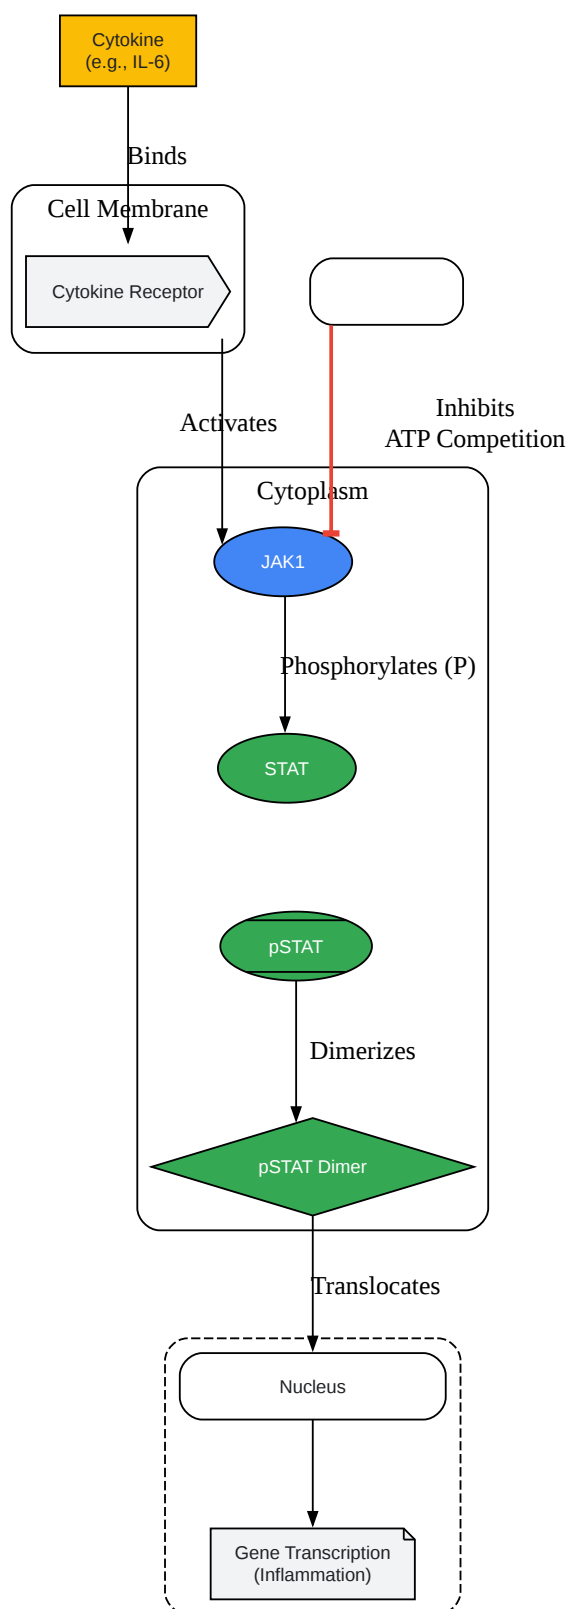 Cytokine
(e.g., IL-6)
Binds
Cell Membrane
Cytokine Receptor
Activates
Inhibits
ATP Competition
Cytoplasm
JAK1
Phosphorylates (P)
STAT
pSTAT
Dimerizes
pSTAT Dimer
Translocates
Nucleus
Gene Transcription
(Inflammation)